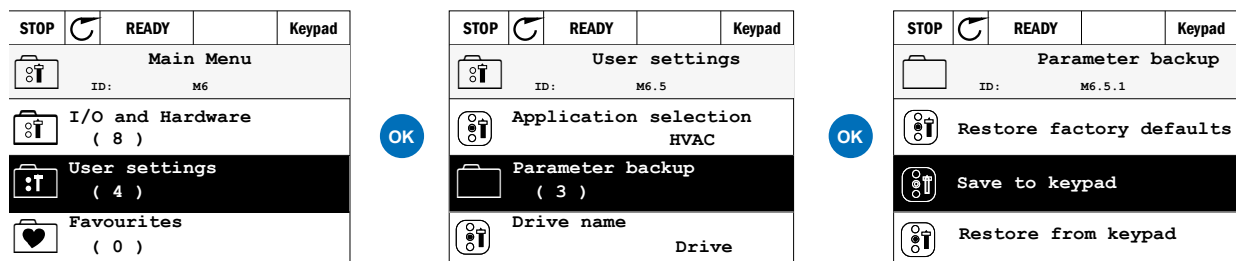 STOP READY Keypad
Main Menu
ID: M6
I/O and Hardware
( 8 )
User settings
( 4 )
Favourites
( 0 )
OK
STOP READY Keypad
User settings
ID: M6.5
Application selection
HVAC
Parameter backup
( 3 )
Drive name
Drive
OK
STOP READY Keypad
Parameter backup
ID: M6.5.1
Restore factory defaults
Save to keypad
Restore from keypad